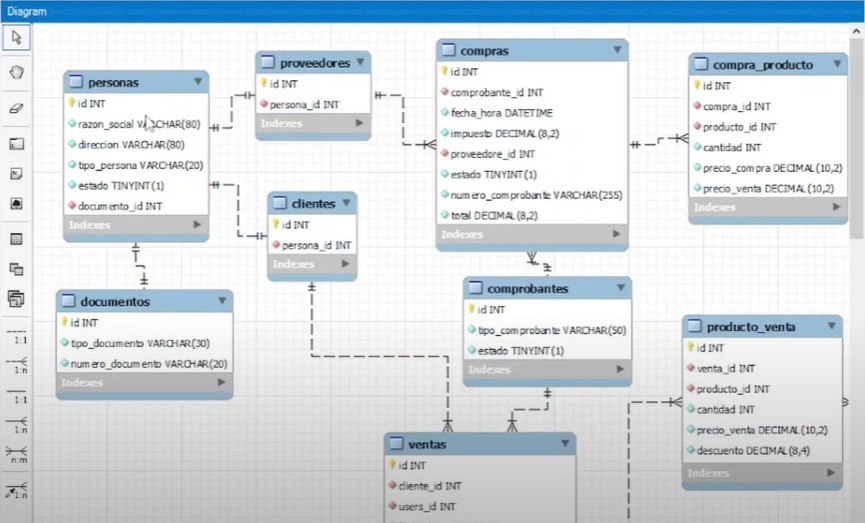 Diagram
personas
id INT
razon_social VARCHAR(80)
direccion VARCHAR(80)
tipo_persona VARCHAR(20)
estado TINYINT(1)
documento_id INT
Indexes
proveedores
id INT
persona_id INT
Indexes
compras
id INT
comprobante_id INT
fecha_hora DATETIME
impuesto DECIMAL(8,2)
proveedore_id INT
estado TINYINT(1)
numero_comprobante VARCHAR(255)
total DECIMAL(8,2)
Indexes
compra_producto
id INT
compra_id INT
producto_id INT
cantidad INT
precio_compra DECIMAL(10,2)
precio_venta DECIMAL(10,2)
Indexes
clientes
id INT
persona_id INT
Indexes
documentos
id INT
tipo_documento VARCHAR(30)
numero_documento VARCHAR(20)
Indexes
comprobantes
id INT
tipo_comprobante VARCHAR(50)
estado TINYINT(1)
Indexes
producto_venta
id INT
venta_id INT
producto_id INT
cantidad INT
precio_venta DECIMAL(10,2)
descuento DECIMAL(8,4)
Indexes
ventas
id INT
cliente_id INT
users_id INT
1:1
1:n
1:1
1:n
n:m
1:n